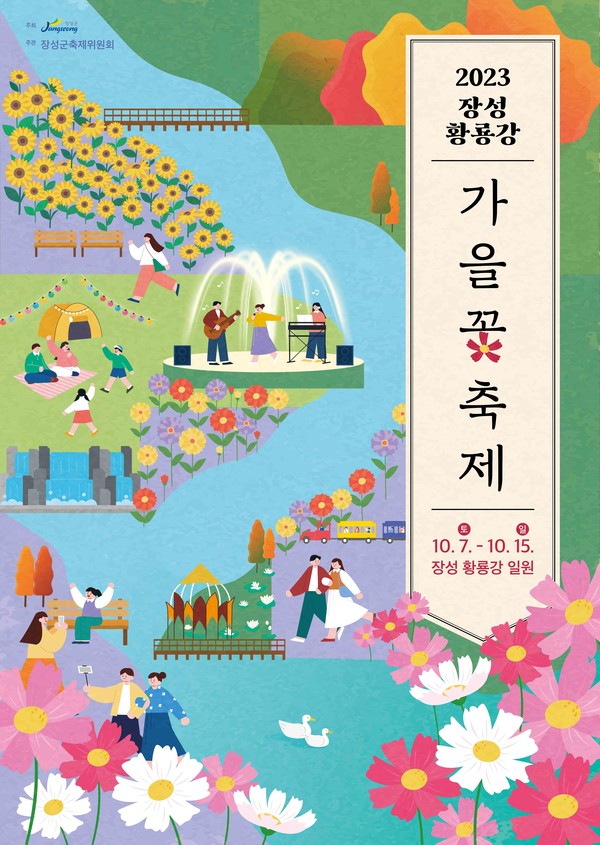 주최 장성군 Jangseong
주관 장성군축제위원회
2023
장성
황룡강
가을꽃축제
토 일
10. 7. - 10. 15.
장성 황룡강 일원